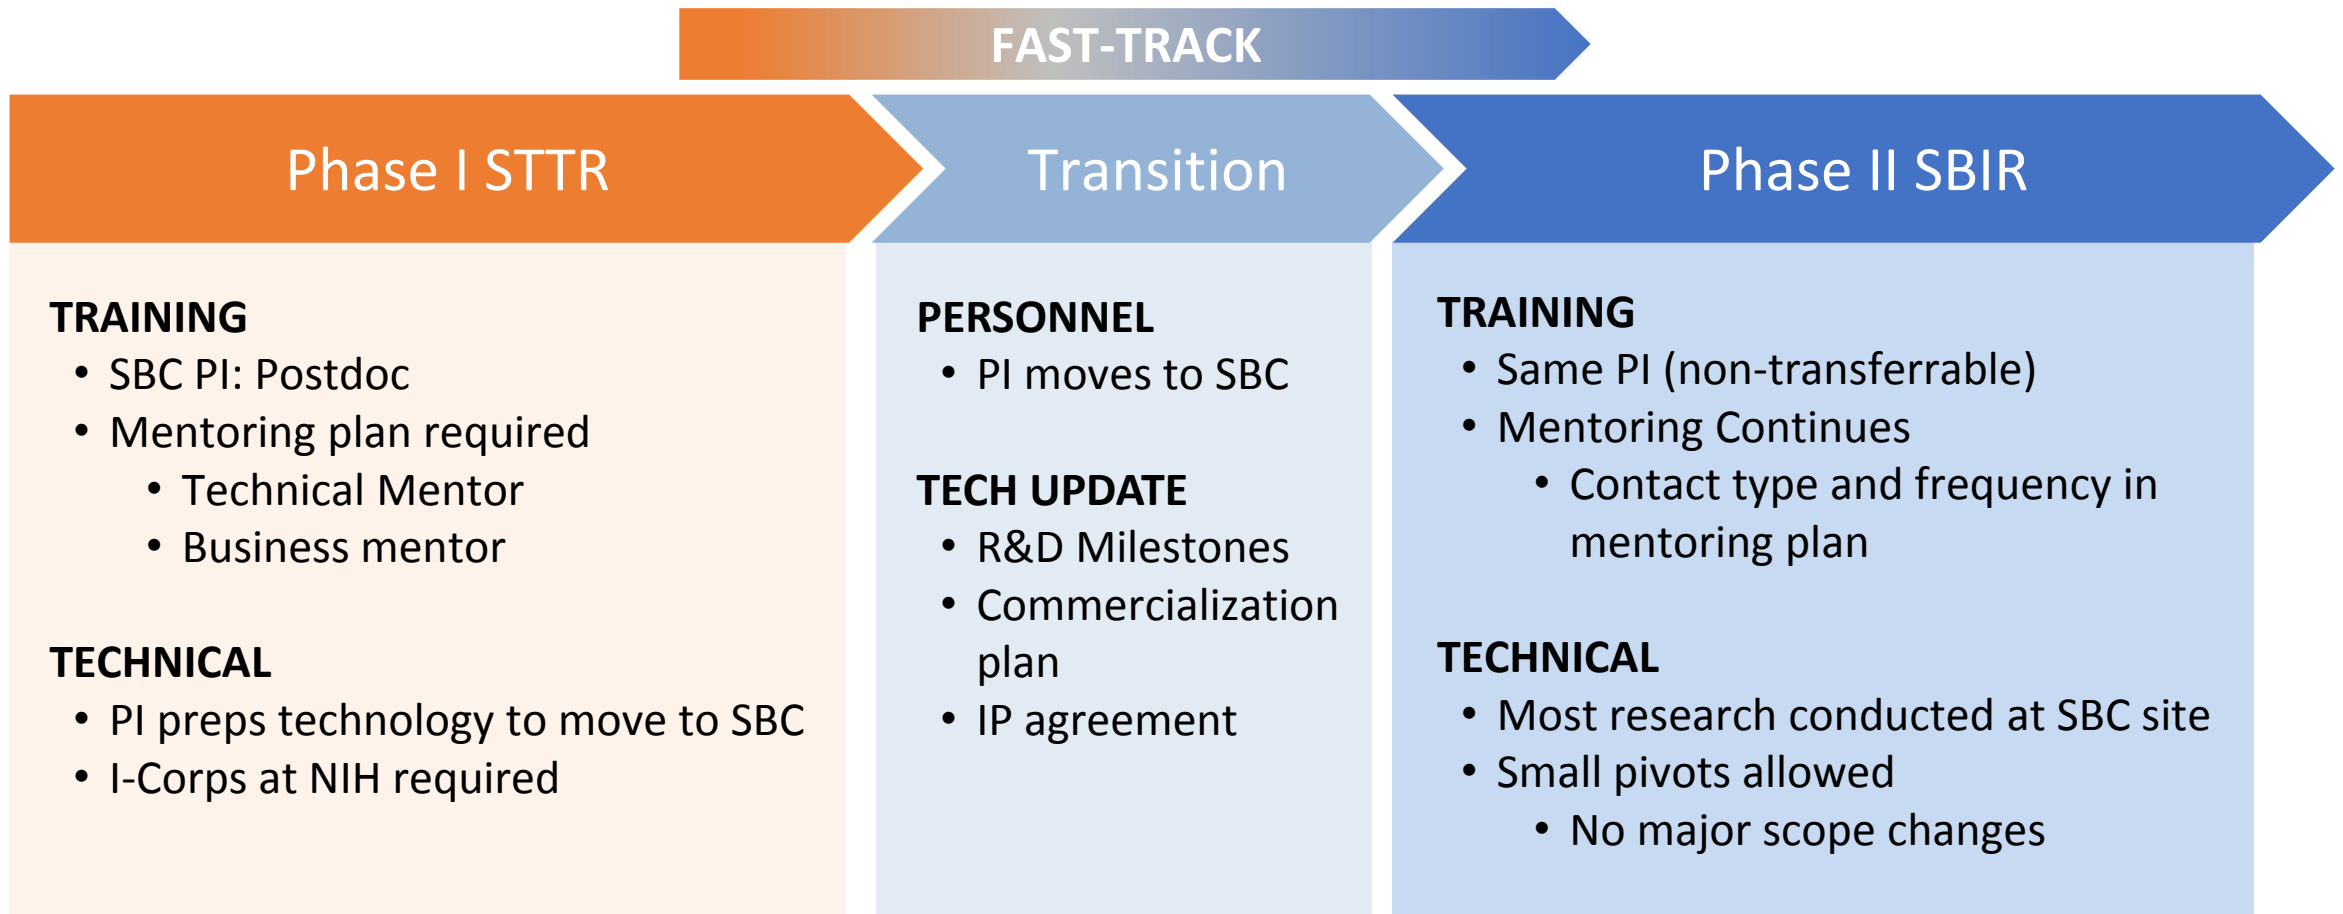 FAST-TRACK
Phase I STTR
Transition
Phase II SBIR
TRAINING
• SBC PI: Postdoc
• Mentoring plan required
• Technical Mentor
• Business mentor
TECHNICAL
• PI preps technology to move to SBC
• I-Corps at NIH required
PERSONNEL
• PI moves to SBC
TECH UPDATE
• R&D Milestones
• Commercialization
plan
• IP agreement
TRAINING
• Same PI (non-transferrable)
• Mentoring Continues
• Contact type and frequency in
mentoring plan
TECHNICAL
• Most research conducted at SBC site
• Small pivots allowed
• No major scope changes